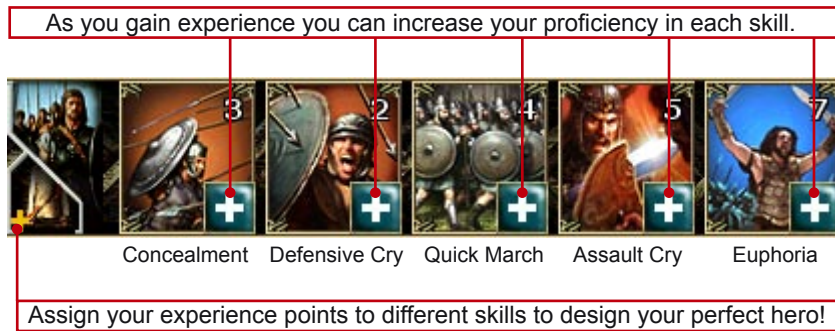 As you gain experience you can increase your proficiency in each skill.
3 2 4 5 7
Concealment Defensive Cry Quick March Assault Cry Euphoria
Assign your experience points to different skills to design your perfect hero!